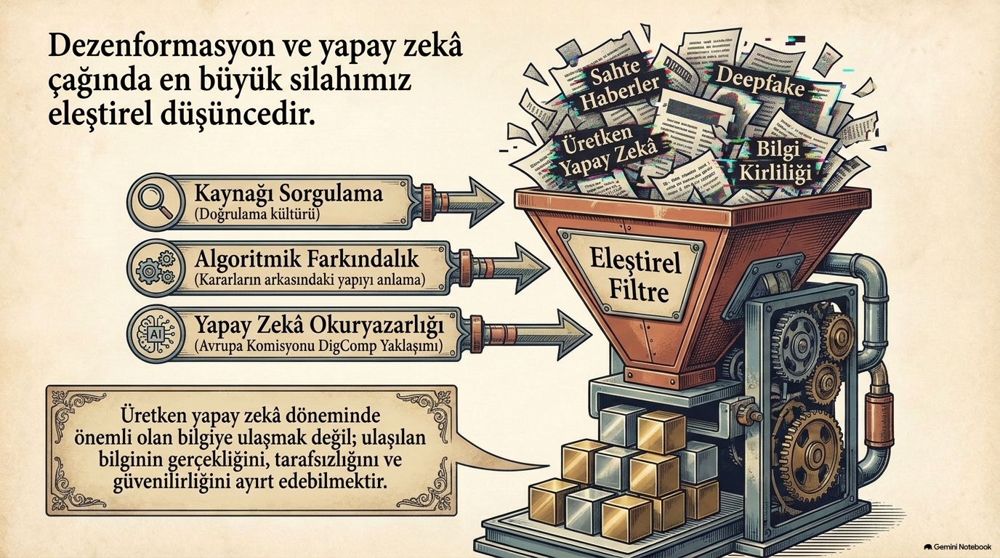 Dezenformasyon ve yapay zekâ
çağında en büyük silahımız
eleştirel düşüncedir.
Kaynağı Sorgulama
(Doğrulama kültürü)
Algoritmik Farkındalık
(Kararların arkasındaki yapıyı anlama)
Yapay Zekâ Okuryazarlığı
(Avrupa Komisyonu DigComp Yaklaşımı)
AI
Üretken yapay zekâ döneminde
önemli olan bilgiye ulaşmak değil; ulaşılan
bilginin gerçekliğini, tarafsızlığını ve
güvenilirliğini ayırt edebilmektir.
Sahte
Haberler
Deepfake
Üretken
Yapay Zekâ
Bilgi
Kirliliği
Eleştirel
Filtre
Gemini Notebook